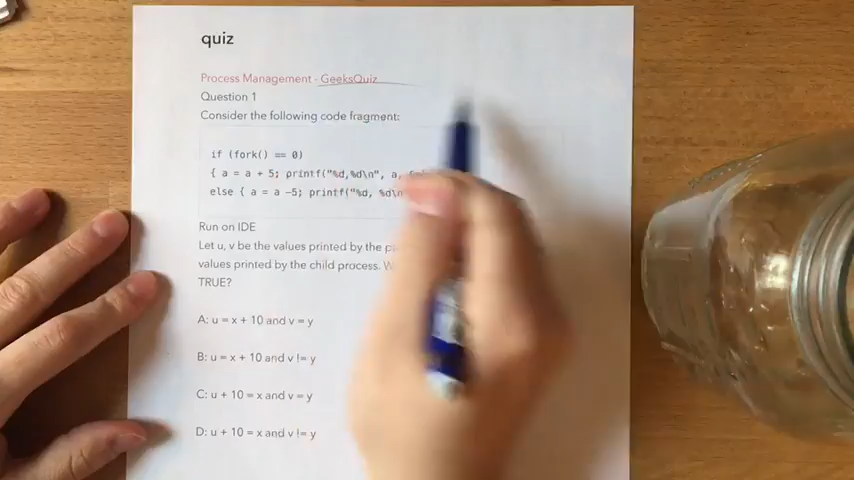 quiz
Process Management - GeeksQuiz
Question 1
Consider the following code fragment:
if (fork() == 0)
{ a = a + 5; printf("%d,%d\n", a,
else { a = a –5; printf("%d, %d\n
Run on IDE
Let u, v be the values printed by the
values printed by the child process.
TRUE?
A: u = x + 10 and v = y
B: u = x + 10 and v != y
C: u + 10 = x and v = y
D: u + 10 = x and v != y